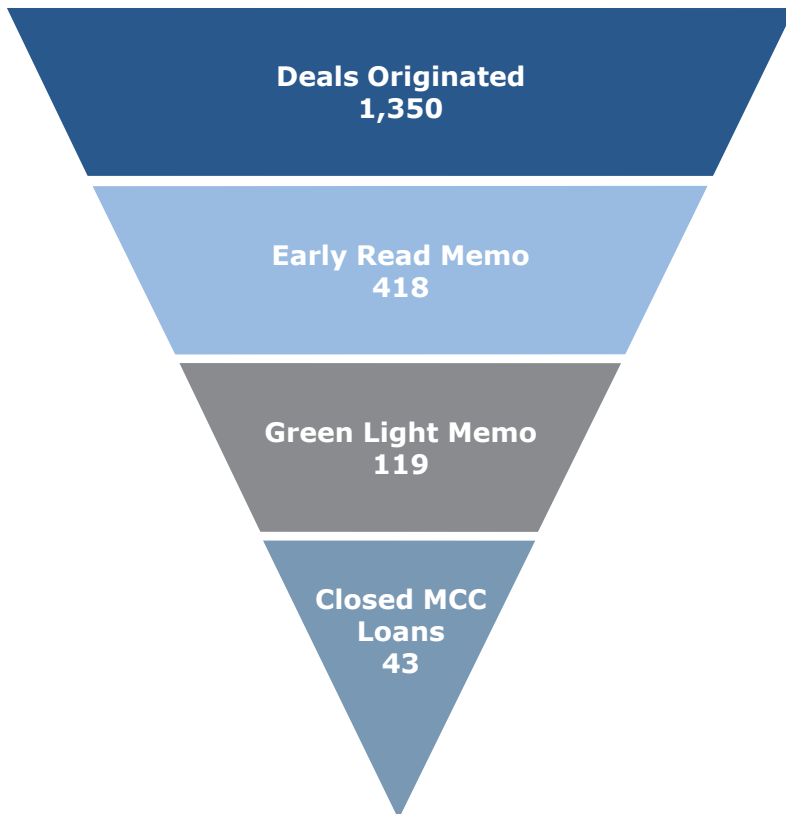 Deals Originated
1,350
Early Read Memo
418
Green Light Memo
119
Closed MCC
Loans
43